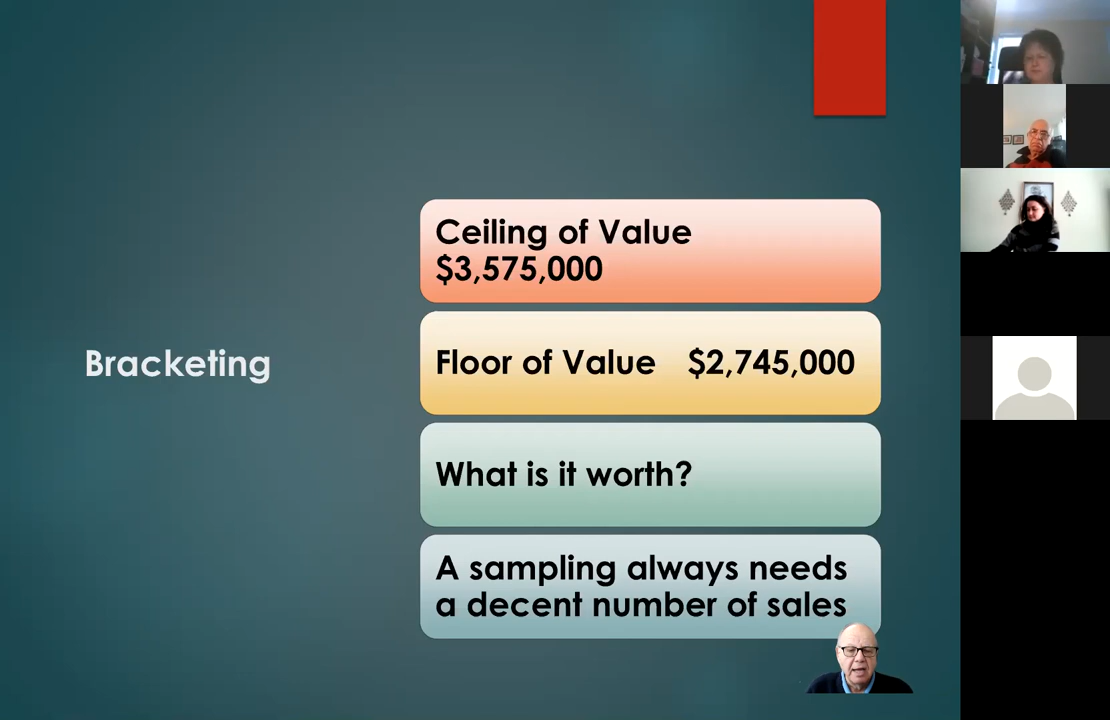 Bracketing
Ceiling of Value
$3,575,000
Floor of Value $2,745,000
What is it worth?
A sampling always needs
a decent number of sales